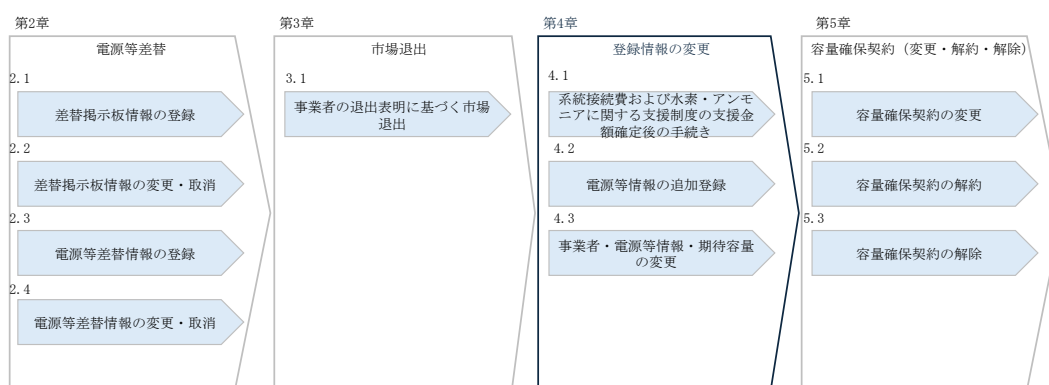 第2章
電源等差替
2.1
差替掲示板情報の登録
2.2
差替掲示板情報の変更・取消
2.3
電源等差替情報の登録
2.4
電源等差替情報の変更・取消
第3章
市場退出
3.1
事業者の退出表明に基づく市場
退出
第4章
登録情報の変更
4.1
系統接続費および水素・アンモ
ニアに関する支援制度の支援金
額確定後の手続き
4.2
電源等情報の追加登録
4.3
事業者・電源等情報・期待容量
の変更
第5章
容量確保契約（変更・解約・解除）
5.1
容量確保契約の変更
5.2
容量確保契約の解約
5.3
容量確保契約の解除